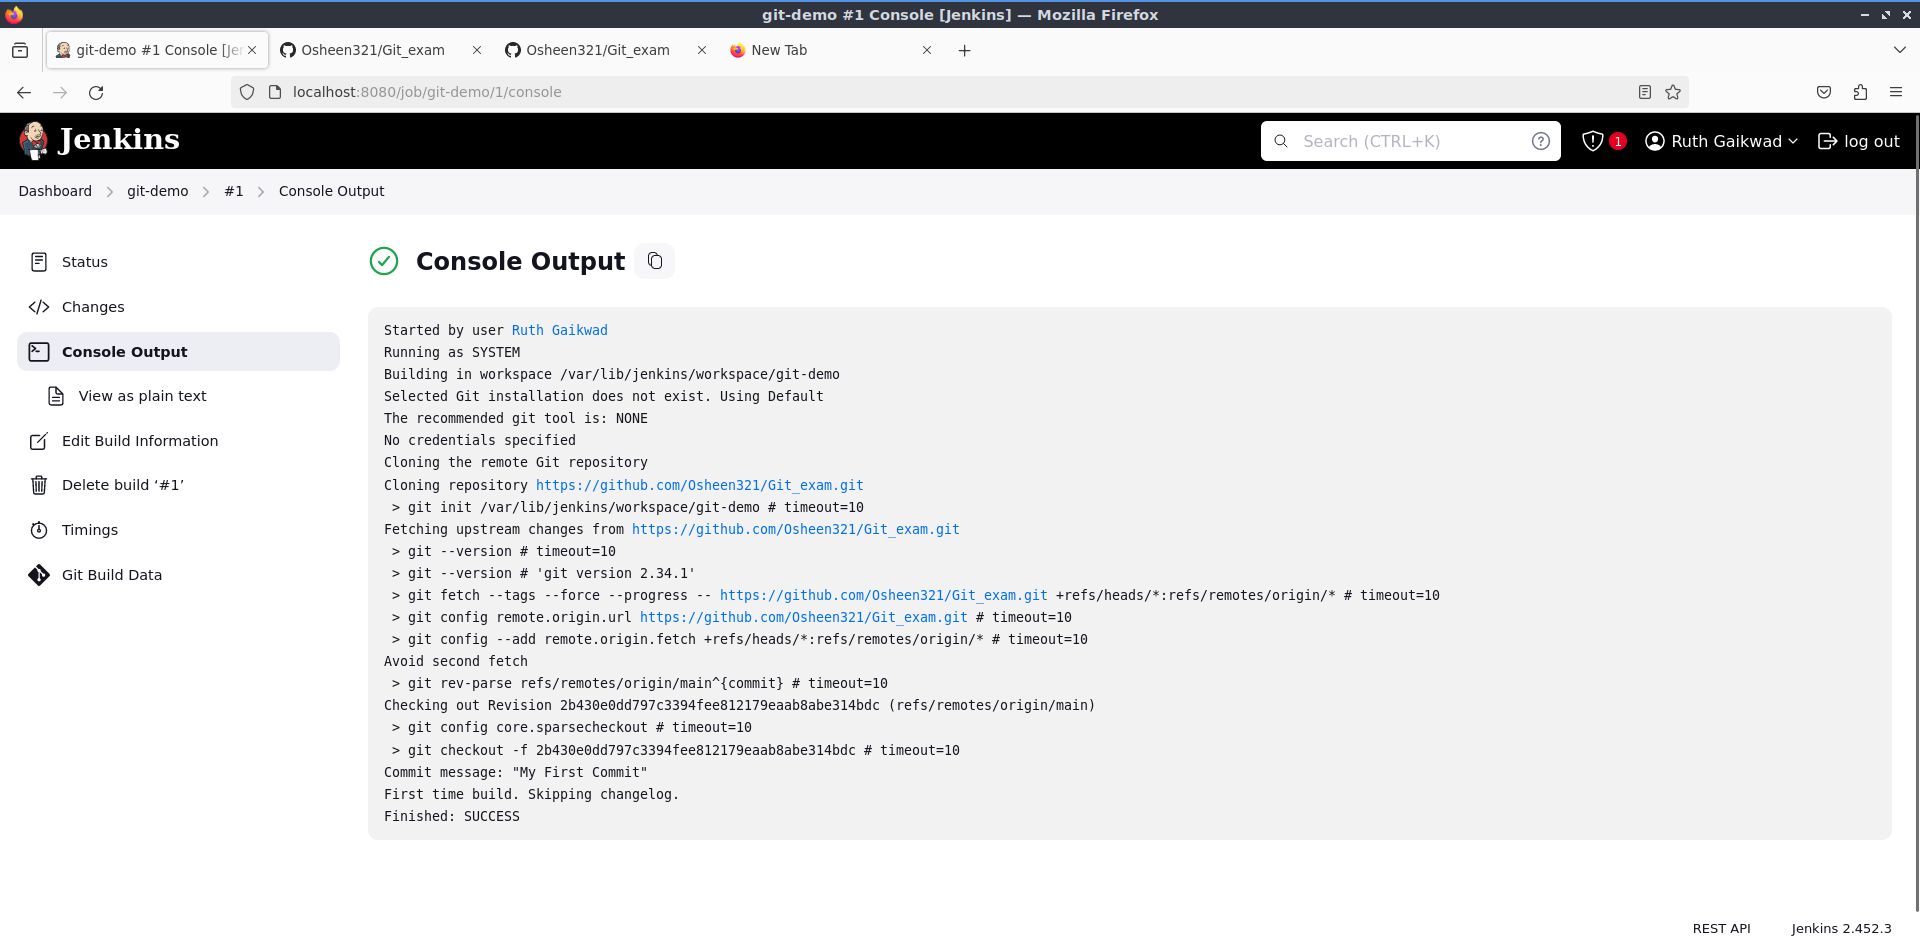 git-demo #1 Console [Jenkins] — Mozilla Firefox
git-demo #1 Console [Jer
Osheen321/Git_exam
Osheen321/Git_exam
New Tab
localhost:8080/job/git-demo/1/console
Jenkins
Search (CTRL+K)
1
Ruth Gaikwad
log out
Dashboard
git-demo
#1
Console Output
Status
Changes
Console Output
View as plain text
Edit Build Information
Delete build ‘#1’
Timings
Git Build Data
Console Output
Started by user Ruth Gaikwad
Running as SYSTEM
Building in workspace /var/lib/jenkins/workspace/git-demo
Selected Git installation does not exist. Using Default
The recommended git tool is: NONE
No credentials specified
Cloning the remote Git repository
Cloning repository https://github.com/Osheen321/Git_exam.git
> git init /var/lib/jenkins/workspace/git-demo # timeout=10
Fetching upstream changes from https://github.com/Osheen321/Git_exam.git
> git --version # timeout=10
> git --version # 'git version 2.34.1'
> git fetch --tags --force --progress -- https://github.com/Osheen321/Git_exam.git +refs/heads/*:refs/remotes/origin/* # timeout=10
> git config remote.origin.url https://github.com/Osheen321/Git_exam.git # timeout=10
> git config --add remote.origin.fetch +refs/heads/*:refs/remotes/origin/* # timeout=10
Avoid second fetch
> git rev-parse refs/remotes/origin/main^{commit} # timeout=10
Checking out Revision 2b430e0dd797c3394fee812179eaab8abe314bdc (refs/remotes/origin/main)
> git config core.sparsecheckout # timeout=10
> git checkout -f 2b430e0dd797c3394fee812179eaab8abe314bdc # timeout=10
Commit message: "My First Commit"
First time build. Skipping changelog.
Finished: SUCCESS
REST API
Jenkins 2.452.3